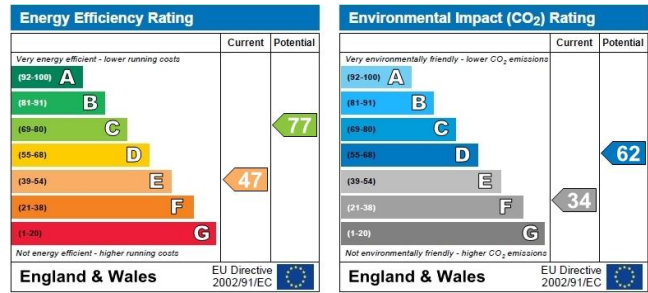 Energy Efficiency Rating
Current Potential
Very energy efficient - lower running costs
(92-100) A
(81-91) B
(69-80) C
77
(55-68) D
(39-54) E
47
(21-38) F
(1-20) G
Not energy efficient - higher running costs
England & Wales
EU Directive
2002/91/EC
Environmental Impact (CO2) Rating
Current Potential
Very environmentally friendly - lower CO2 emissions
(92-100) A
(81-91) B
(69-80) C
(55-68) D
62
(39-54) E
(21-38) F
34
(1-20) G
Not environmentally friendly - higher CO2 emissions
England & Wales
EU Directive
2002/91/EC